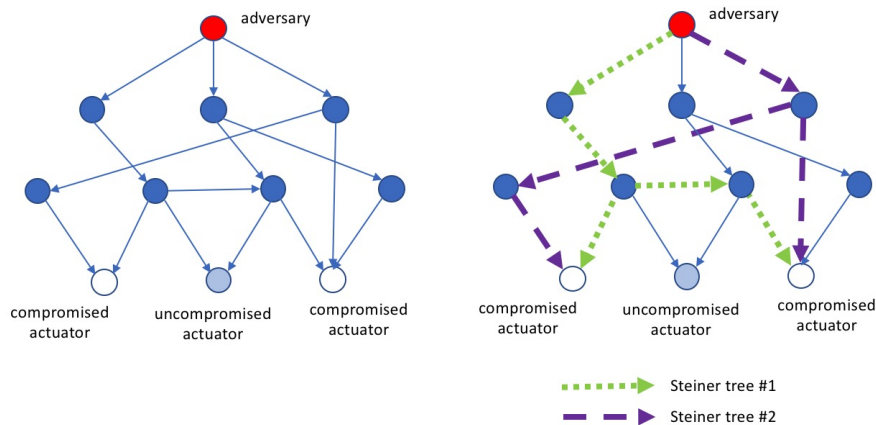 adversary
compromised
actuator
uncompromised
actuator
compromised
actuator
adversary
compromised
actuator
uncompromised
actuator
compromised
actuator
Steiner tree #1
Steiner tree #2